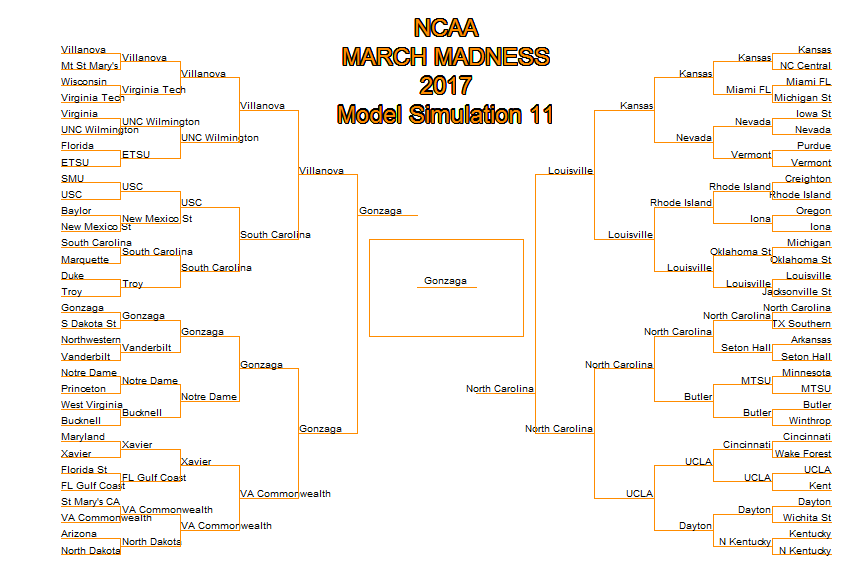 NCAA
MARCH MADNESS
2017
Model Simulation 11
Villanova
Mt St Mary's
Wisconsin
Virginia Tech
Virginia
UNC Wilmington
Florida
ETSU
SMU
USC
Baylor
New Mexico St
South Carolina
Marquette
Duke
Troy
Gonzaga
S Dakota St
Northwestern
Vanderbilt
Notre Dame
Princeton
West Virginia
Bucknell
Maryland
Xavier
Florida St
FL Gulf Coast
St Mary's CA
VA Commonwealth
Arizona
North Dakota
Villanova
Virginia Tech
UNC Wilmington
ETSU
USC
New Mexico St
South Carolina
Troy
Gonzaga
Vanderbilt
Notre Dame
Bucknell
Xavier
FL Gulf Coast
VA Commonwealth
North Dakota
Villanova
UNC Wilmington
USC
South Carolina
Gonzaga
Notre Dame
Xavier
VA Commonwealth
Villanova
South Carolina
Gonzaga
VA Commonwealth
Villanova
Gonzaga
Gonzaga
Gonzaga
North Carolina
Louisville
North Carolina
Kansas
Louisville
North Carolina
UCLA
Kansas
Nevada
Rhode Island
Louisville
North Carolina
Butler
UCLA
Dayton
Kansas
Miami FL
Nevada
Vermont
Rhode Island
Iona
Oklahoma St
Louisville
North Carolina
Seton Hall
MTSU
Butler
Cincinnati
UCLA
Dayton
N Kentucky
Kansas
NC Central
Miami FL
Michigan St
Iowa St
Nevada
Purdue
Vermont
Creighton
Rhode Island
Oregon
Iona
Michigan
Oklahoma St
Louisville
Jacksonville St
North Carolina
TX Southern
Arkansas
Seton Hall
Minnesota
MTSU
Butler
Winthrop
Cincinnati
Wake Forest
UCLA
Kent
Dayton
Wichita St
Kentucky
N Kentucky